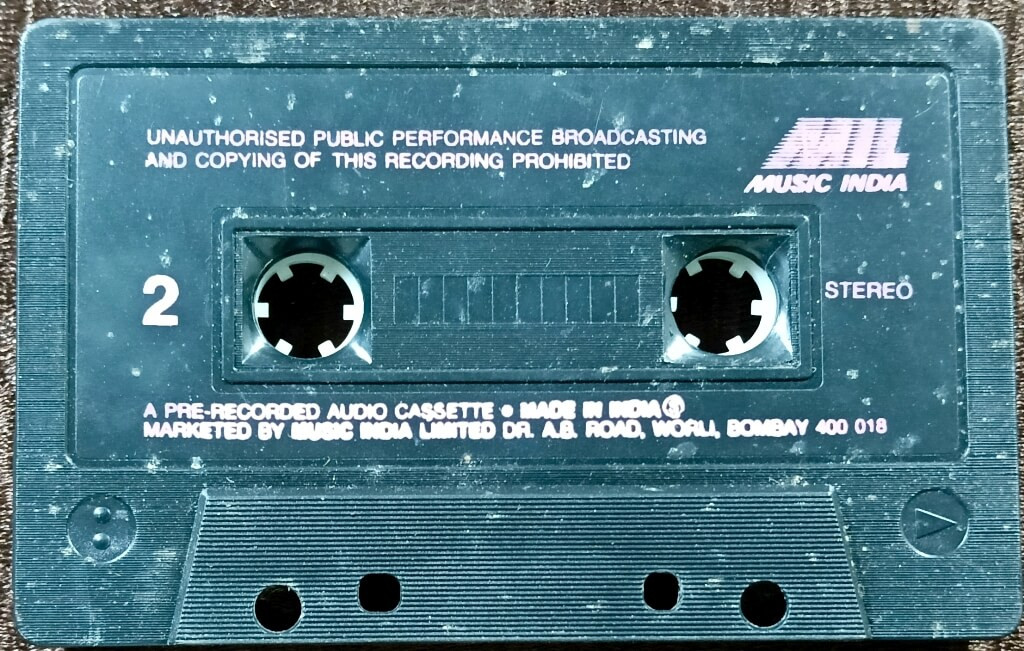 UNAUTHORISED PUBLIC PERFORMANCE BROADCASTING
AND COPYING OF THIS RECORDING PROHIBITED
MIL
MUSIC INDIA
2
STEREO
A PRE-RECORDED AUDIO CASSETTE • MADE IN INDIA
MARKETED BY MUSIC INDIA LIMITED DR. A.B. ROAD, WORLI, BOMBAY 400 018